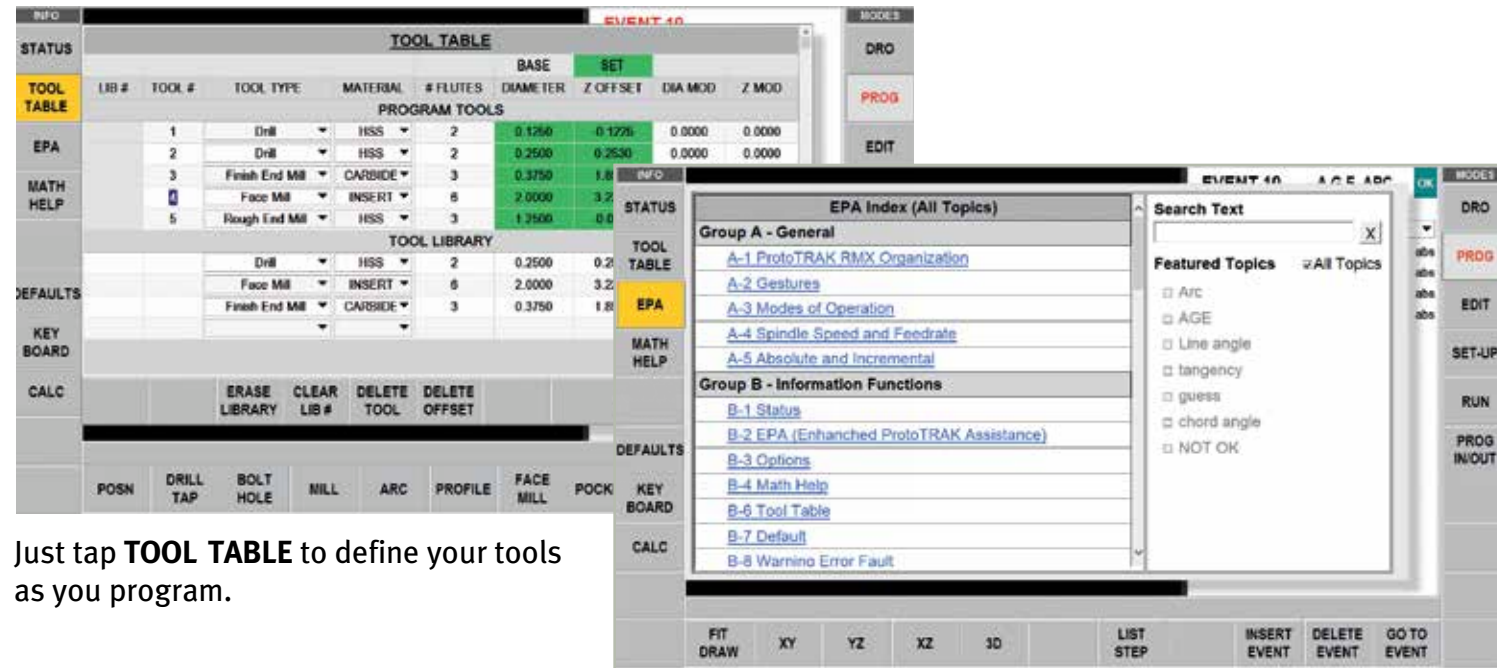 INFO
STATUS
TOOL
TABLE
EPA
MATH
HELP
DEFAULTS
KEY
BOARD
CALC
EVENT 10
TOOL TABLE
BASE SET
LIB # TOOL # TOOL TYPE MATERIAL # FLUTES DIAMETER Z OFFSET DIA MOD Z MOD
PROGRAM TOOLS
1 Drill HSS 2 0.1250 -0.1225 0.0000 0.0000
2 Drill HSS 2 0.2500 0.2530 0.0000 0.0000
3 Finish End Mill CARBIDE 3 0.3750
4 Face Mill INSERT 6 2.0000
5 Rough End Mill HSS 3 1.2500
TOOL LIBRARY
Drill HSS 2 0.2500
Face Mill INSERT 6 2.0000
Finish End Mill CARBIDE 3 0.3750
ERASE LIBRARY CLEAR LIB # DELETE TOOL DELETE OFFSET
POSN DRILL TAP BOLT HOLE MILL ARC PROFILE FACE MILL POCK
MODES
DRO
PROG
EDIT
Just tap TOOL TABLE to define your tools
as you program.
INFO
STATUS
TOOL
TABLE
EPA
MATH
HELP
DEFAULTS
KEY
BOARD
CALC
EVENT 10 A.G.E. ARC OK
EPA Index (All Topics)
Group A - General
A-1 ProtoTRAK RMX Organization
A-2 Gestures
A-3 Modes of Operation
A-4 Spindle Speed and Feedrate
A-5 Absolute and Incremental
Group B - Information Functions
B-1 Status
B-2 EPA (Enhanched ProtoTRAK Assistance)
B-3 Options
B-4 Math Help
B-6 Tool Table
B-7 Default
B-8 Warning Error Fault
Search Text
X
Featured Topics All Topics
Arc
AGE
Line angle
tangency
guess
chord angle
NOT OK
abs
abs
abs
abs
MODES
DRO
PROG
EDIT
SET-UP
RUN
PROG
IN/OUT
FIT DRAW XY YZ XZ 3D LIST STEP INSERT EVENT DELETE EVENT GO TO EVENT